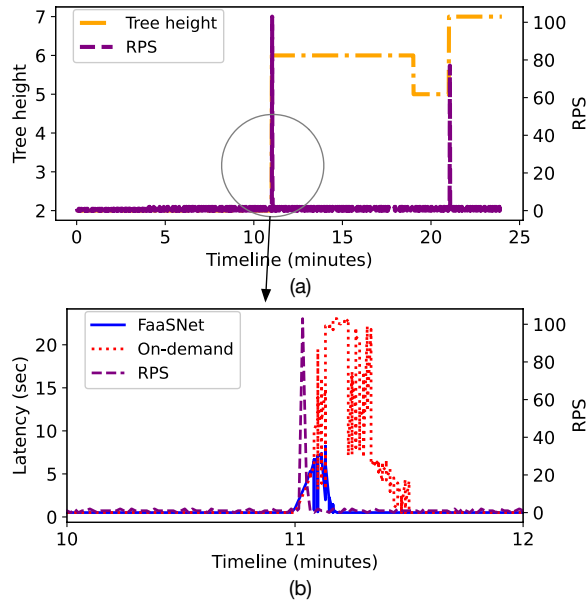 Tree height
RPS
7
6
5
4
3
2
Tree height
100
80
60
40
20
0
RPS
0 5 10 15 20 25
Timeline (minutes)
(a)
FaaSNet
On-demand
RPS
20
15
10
5
0
Latency (sec)
100
80
60
40
20
0
RPS
10 11 12
Timeline (minutes)
(b)